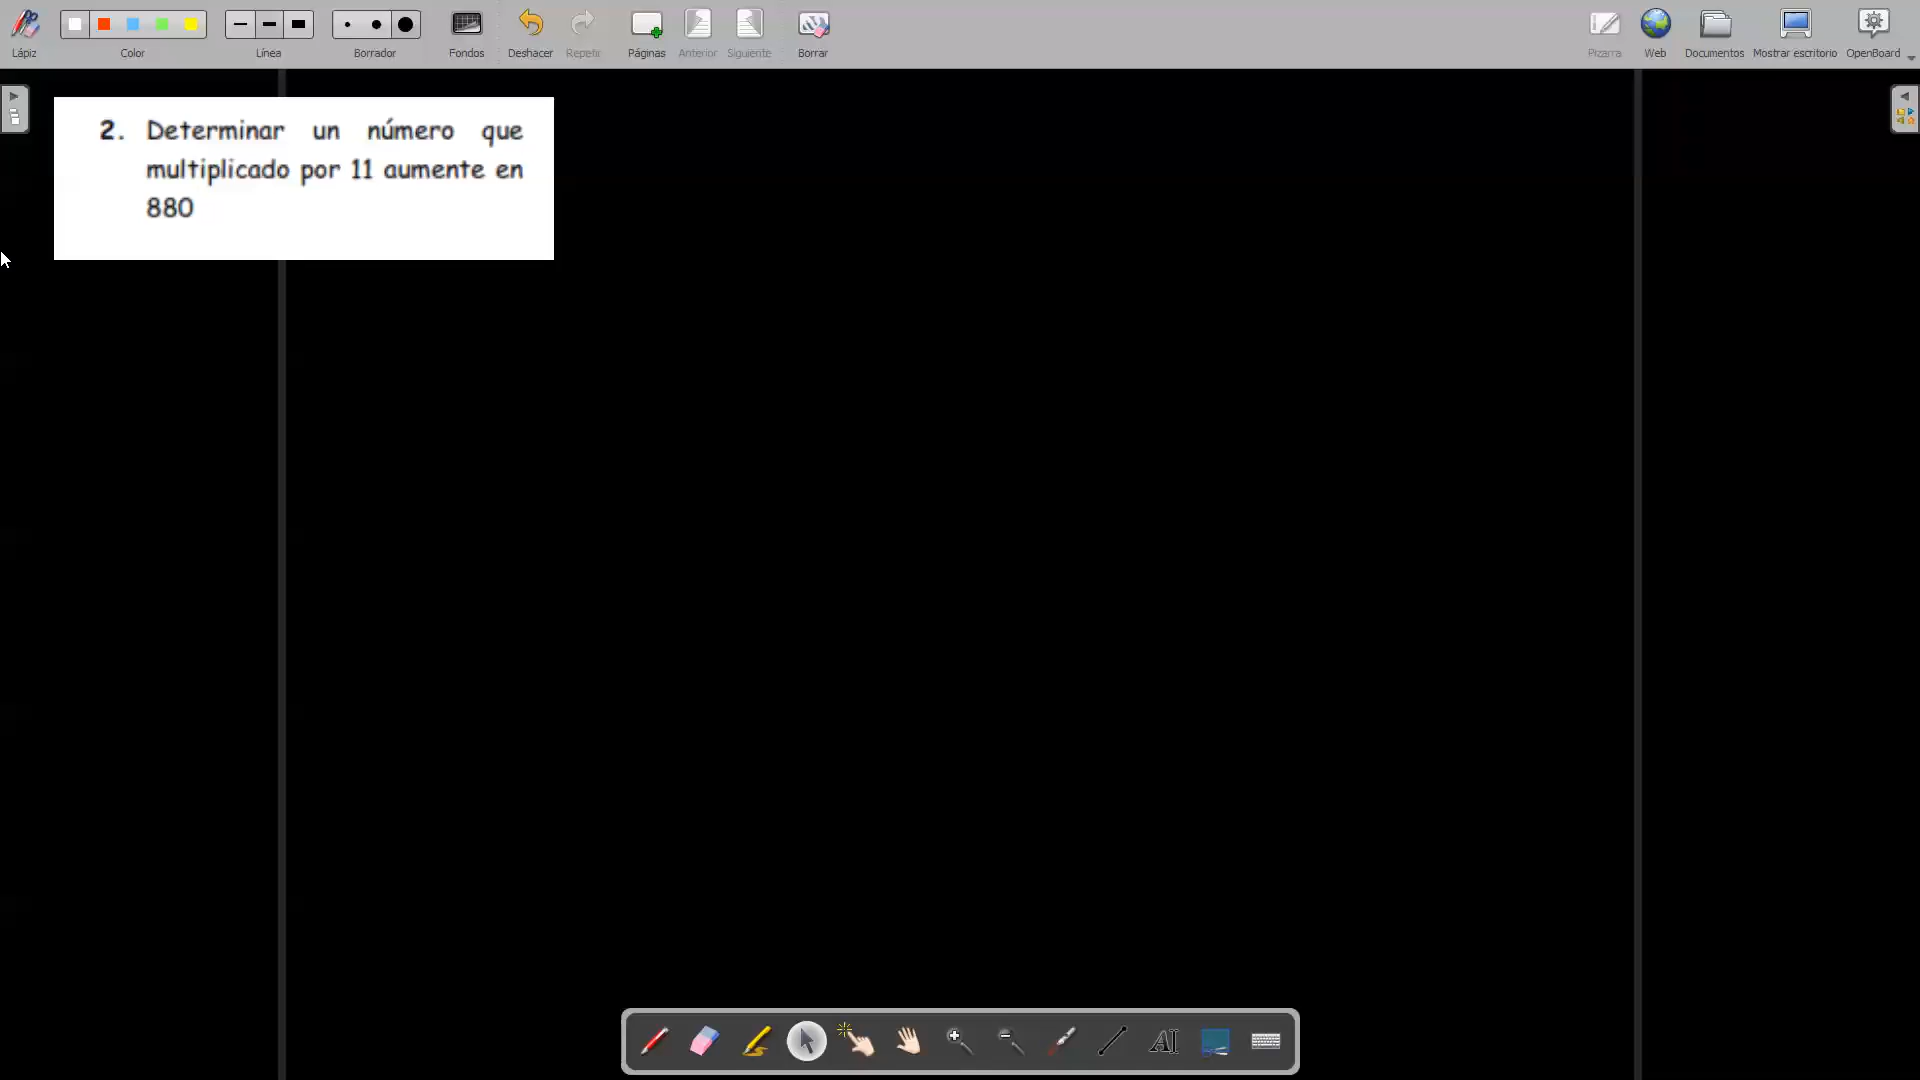 Lápiz
Color
Línea
Borrador
Fondos
Deshacer
Repetir
Páginas
Anterior
Siguiente
Borrar
Pizarra
Web
Documentos
Mostrar escritorio
OpenBoard
2. Determinar un número que
multiplicado por 11 aumente en
880
AI